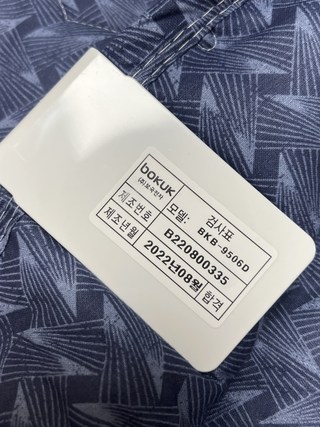 bokuk
(주)보국전자
검사표
모델: BKB-9506D
제조번호 B220800335
제조년월 2022년08월 합격